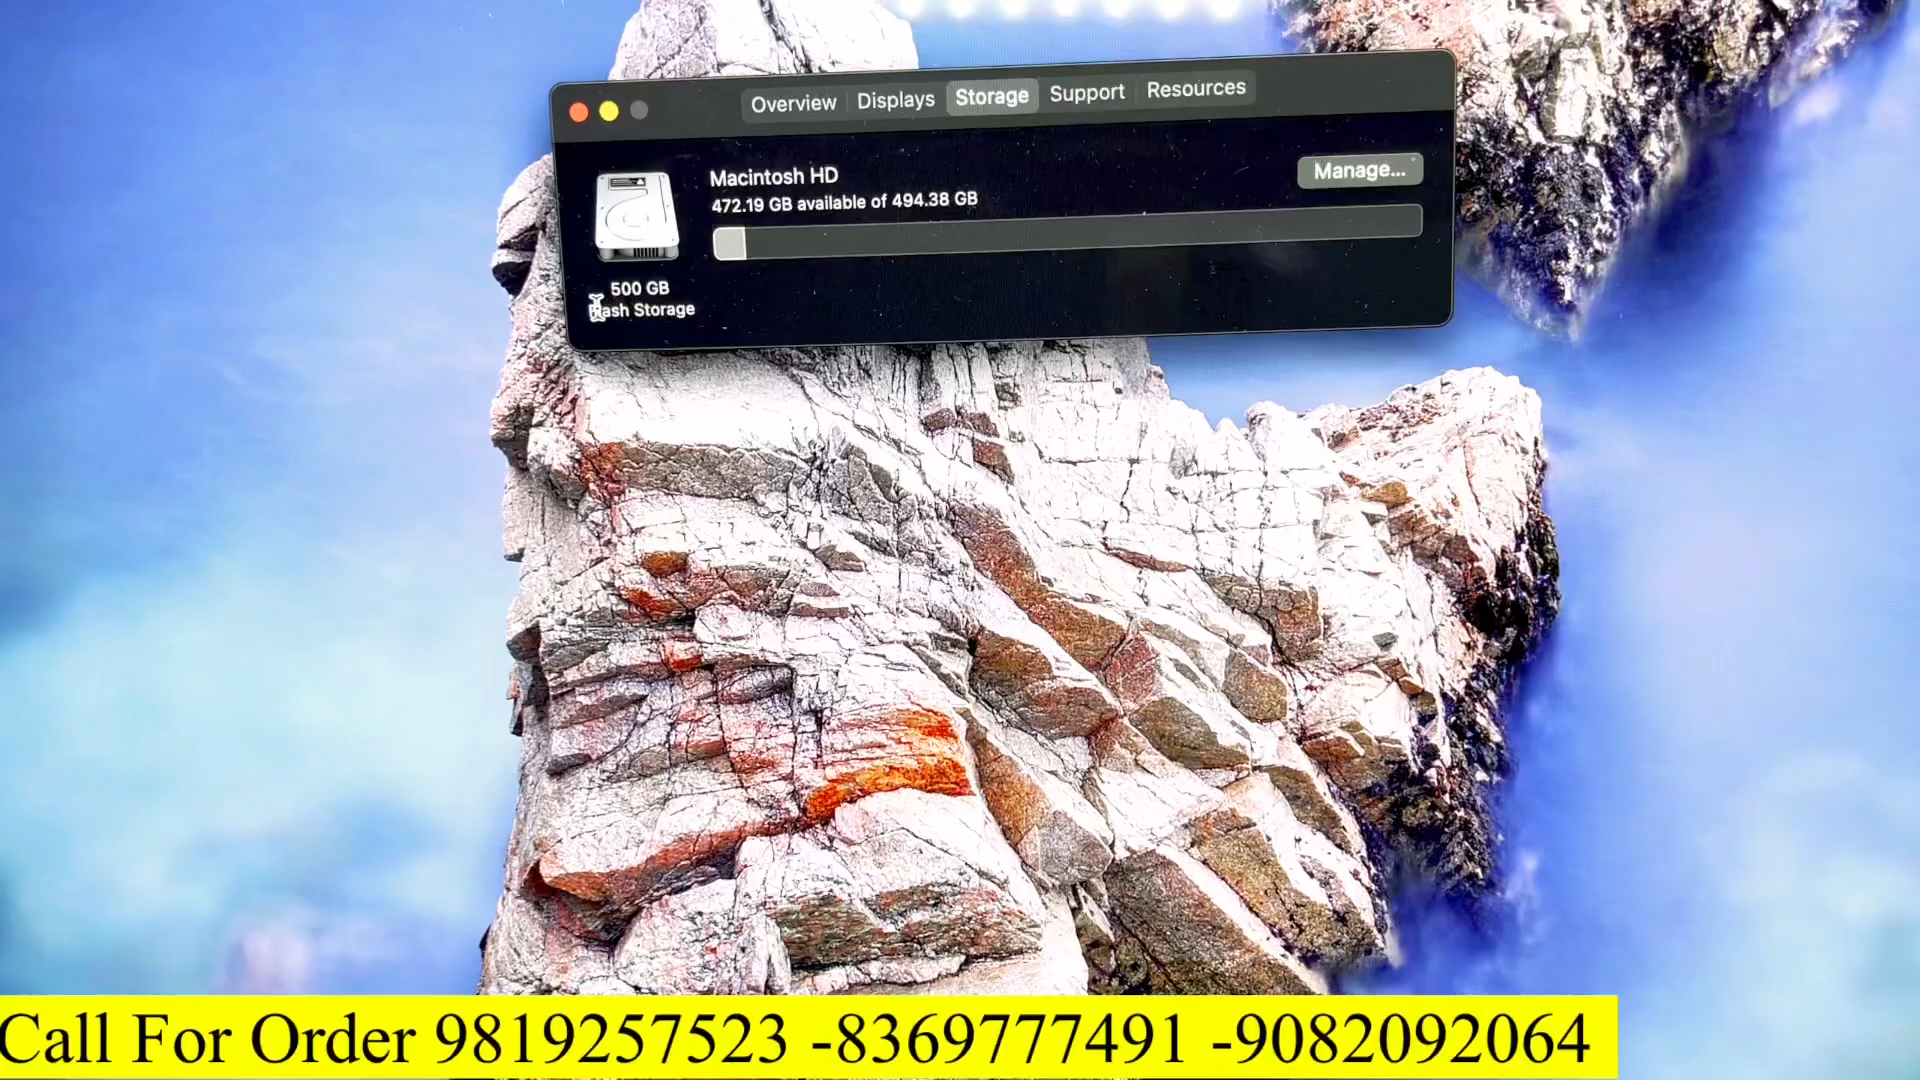 Overview Displays Storage Support Resources
Macintosh HD
Manage...
472.19 GB available of 494.38 GB
500 GB
Flash Storage
Call For Order 9819257523 -8369777491 -9082092064